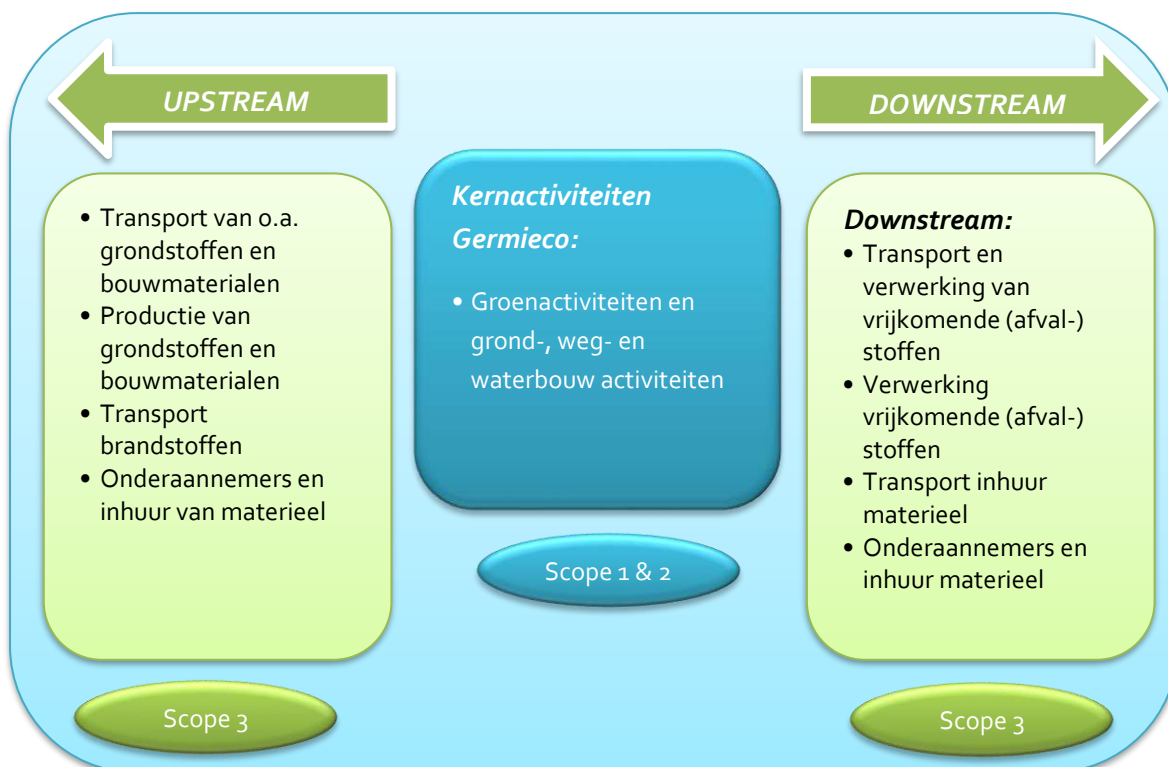 UPSTREAM
• Transport van o.a.
grondstoffen en
bouwmaterialen
• Productie van
grondstoffen en
bouwmaterialen
• Transport
brandstoffen
• Onderaannemers en
inhuur van materieel
Scope 3
Kernactiviteiten
Germieco:
• Groenactiviteiten en
grond-, weg- en
waterbouw activiteiten
Scope 1 & 2
DOWNSTREAM
Downstream:
• Transport en
verwerking van
vrijkomende (afval-)
stoffen
• Verwerking
vrijkomende (afval-)
stoffen
• Transport inhuur
materieel
• Onderaannemers en
inhuur materieel
Scope 3